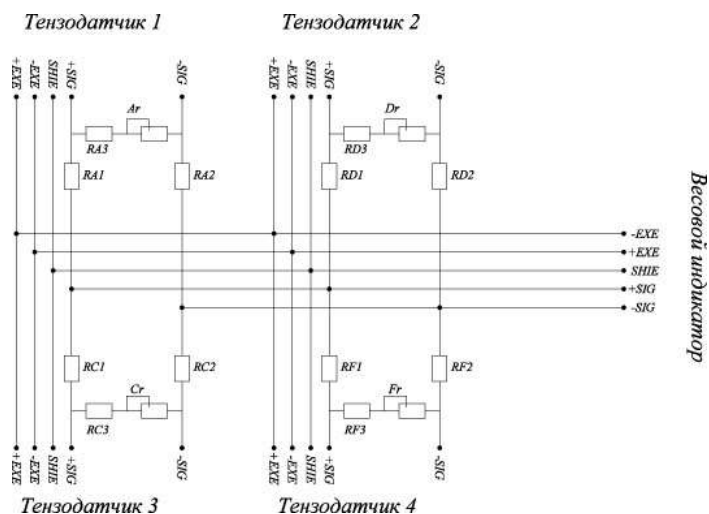 Тензодатчик 1
Тензодатчик 2
+EXE -EXE SHIE +SIG -SIG
+EXE -EXE SHIE +SIG -SIG
Ar
Dr
RA3
RD3
RA1
RA2
RD1
RD2
-EXE
+EXE
SHIE
+SIG
-SIG
Весовой индикатор
RC1
RC2
RF1
RF2
Cr
Fr
RC3
RF3
+EXE -EXE SHIE +SIG -SIG
+EXE -EXE SHIE +SIG -SIG
Тензодатчик 3
Тензодатчик 4